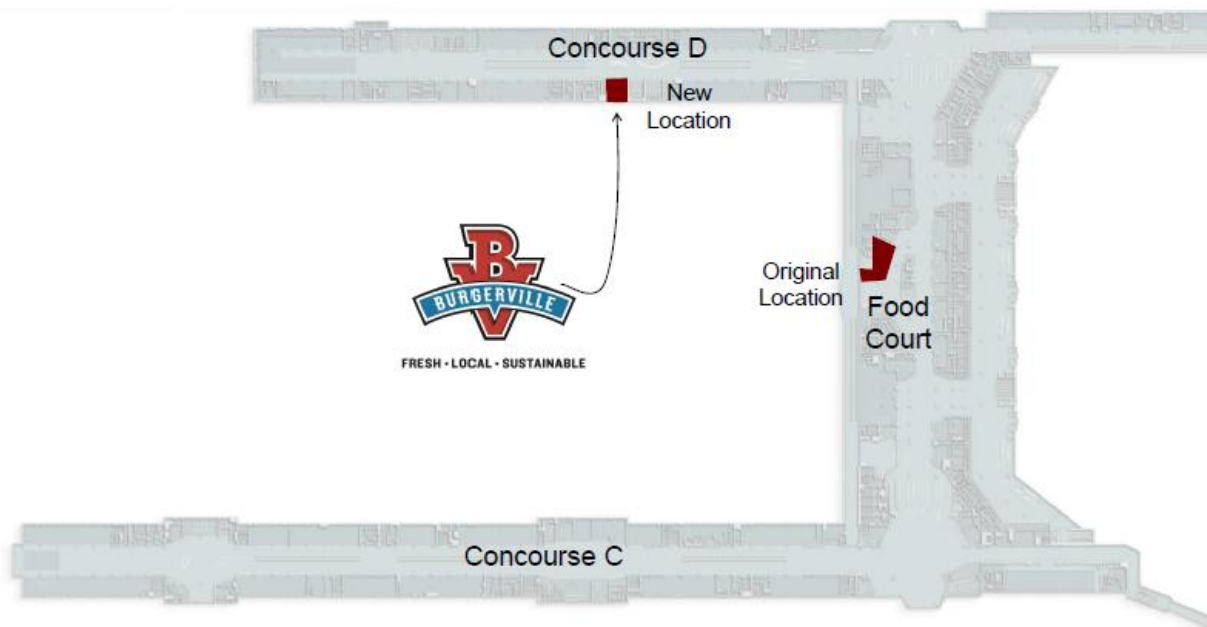 Concourse D
New
Location
BV
BURGERVILLE
FRESH • LOCAL • SUSTAINABLE
Original
Location
Food
Court
Concourse C